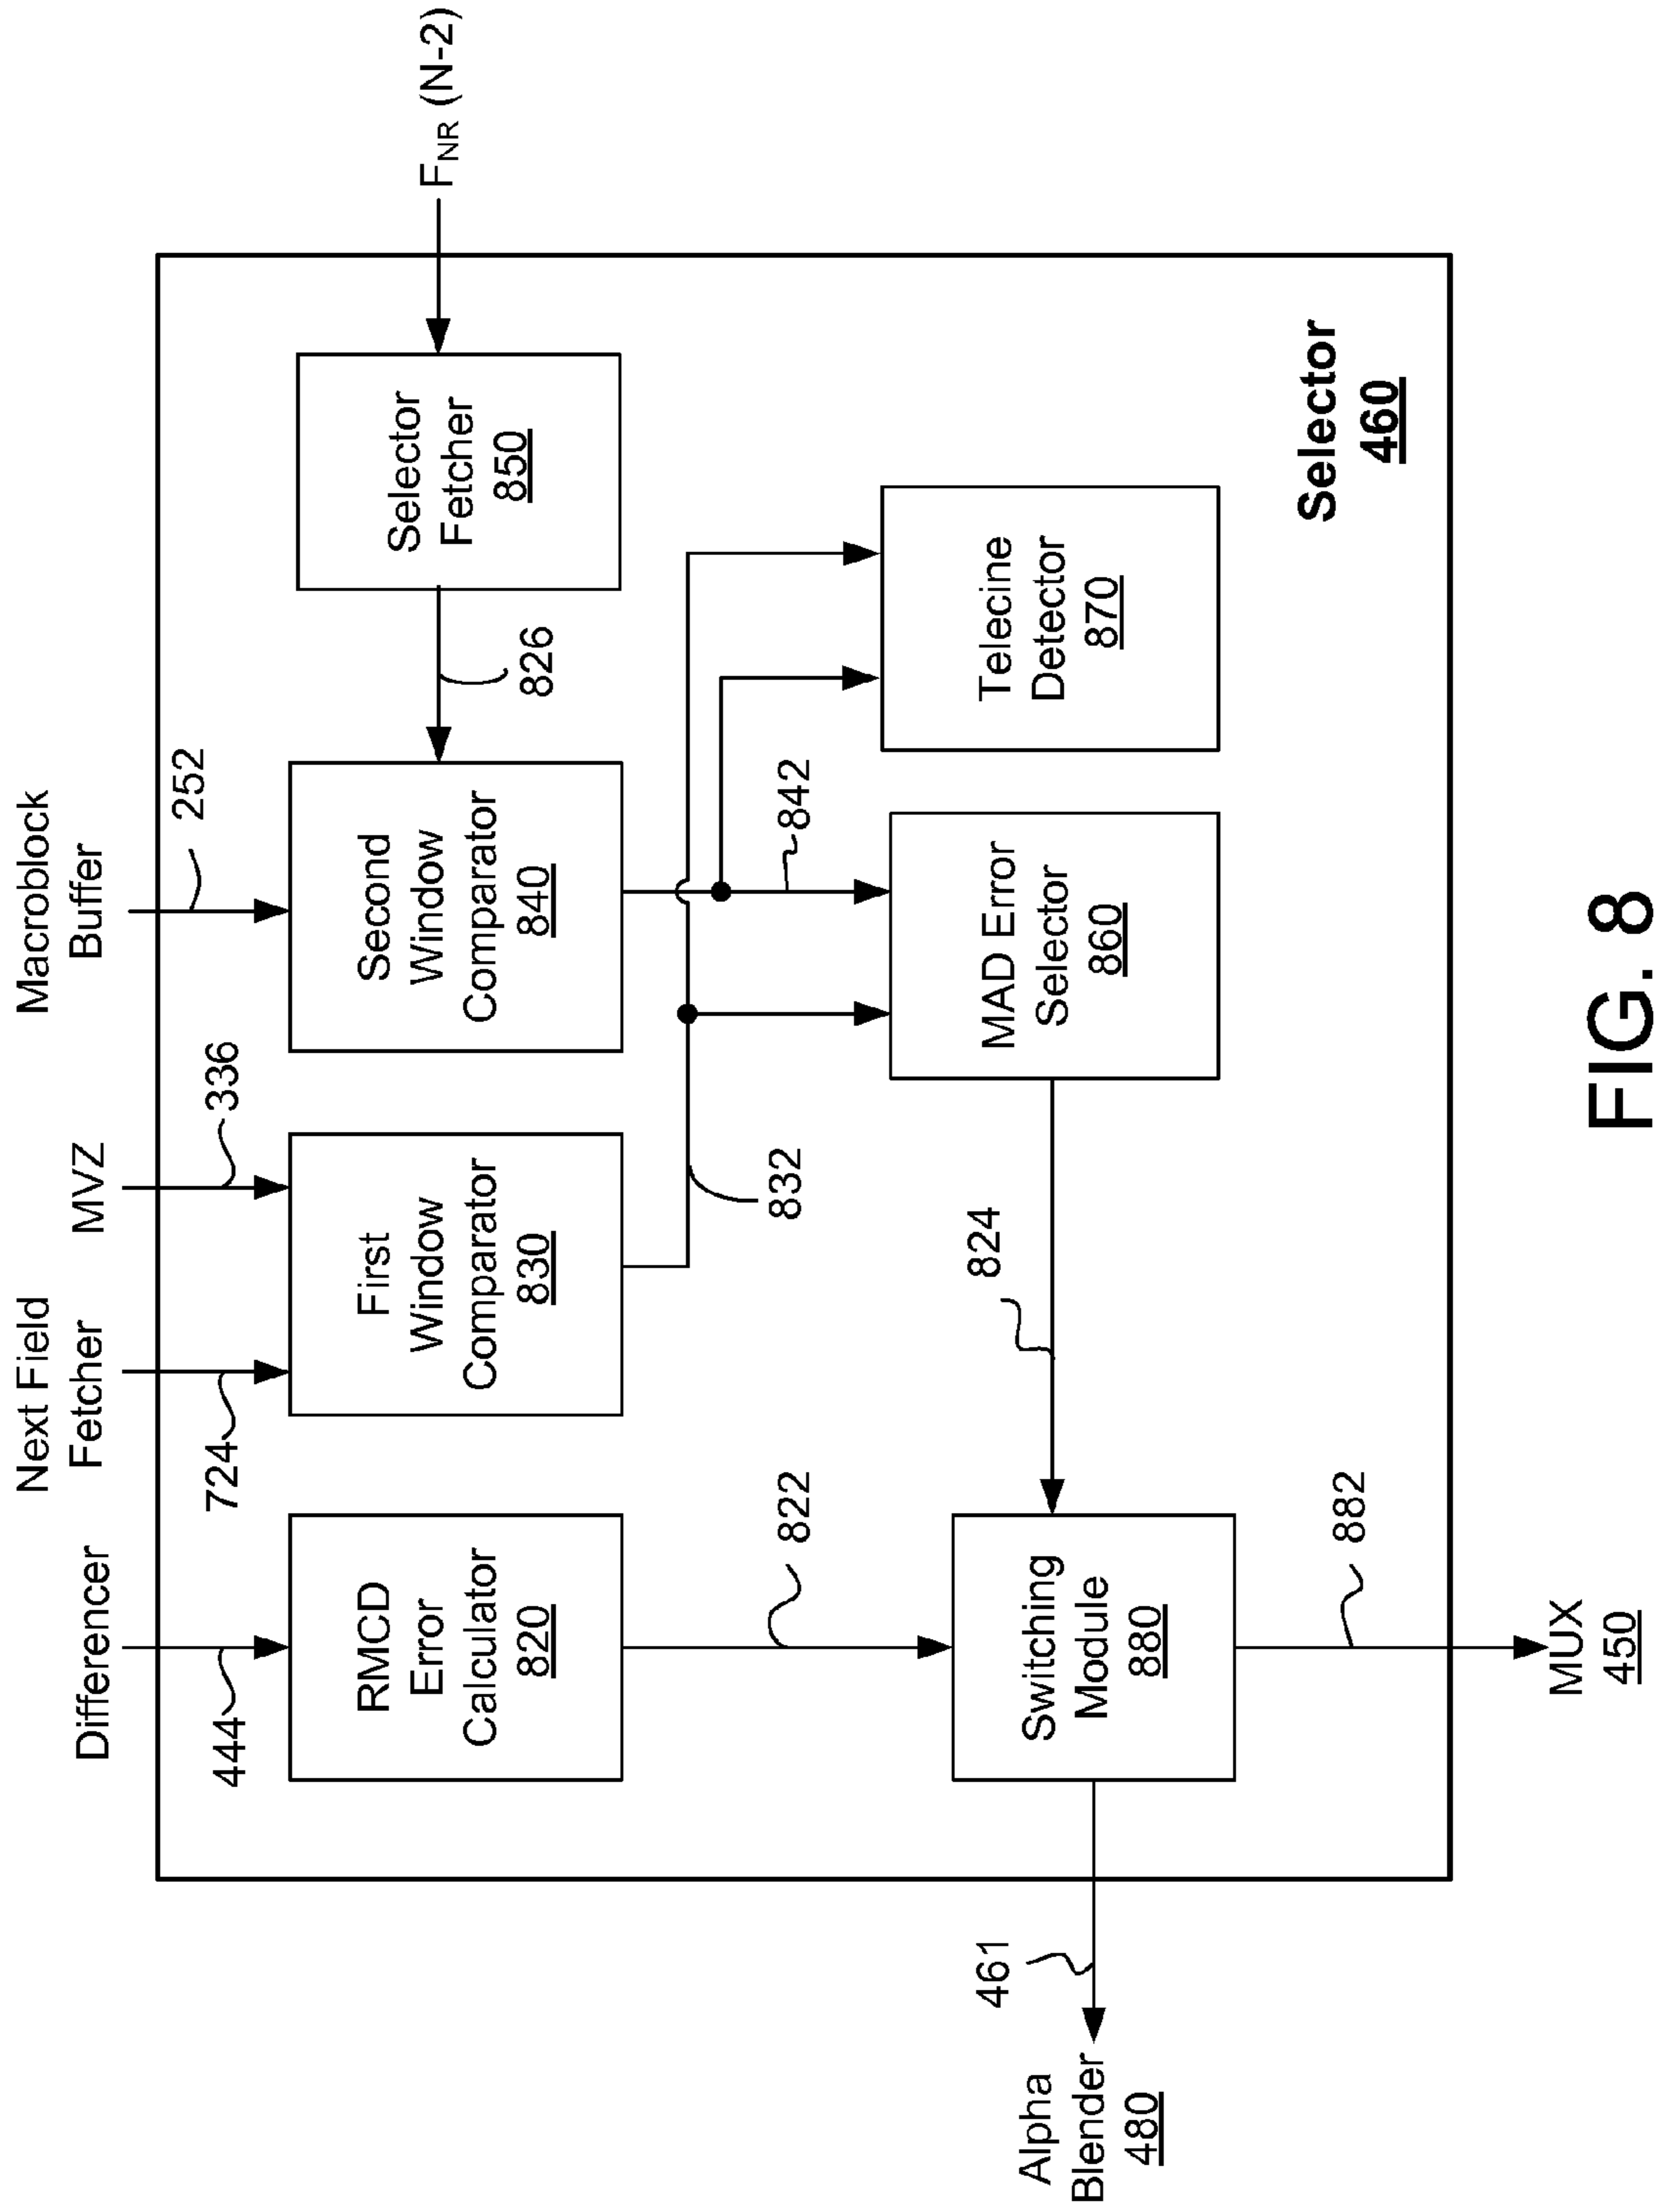 Differencer
Next Field
Fetcher
MVZ
Macroblock
Buffer
444
724
336
252
RMCD
Error
Calculator
820
First
Window
Comparator
830
Second
Window
Comparator
840
826
Selector
Fetcher
850
F_NR (N-2)
822
832
842
824
Alpha
Blender
480
461
Switching
Module
880
MAD Error
Selector
860
Telecine
Detector
870
882
Selector
460
MUX
450
FIG. 8